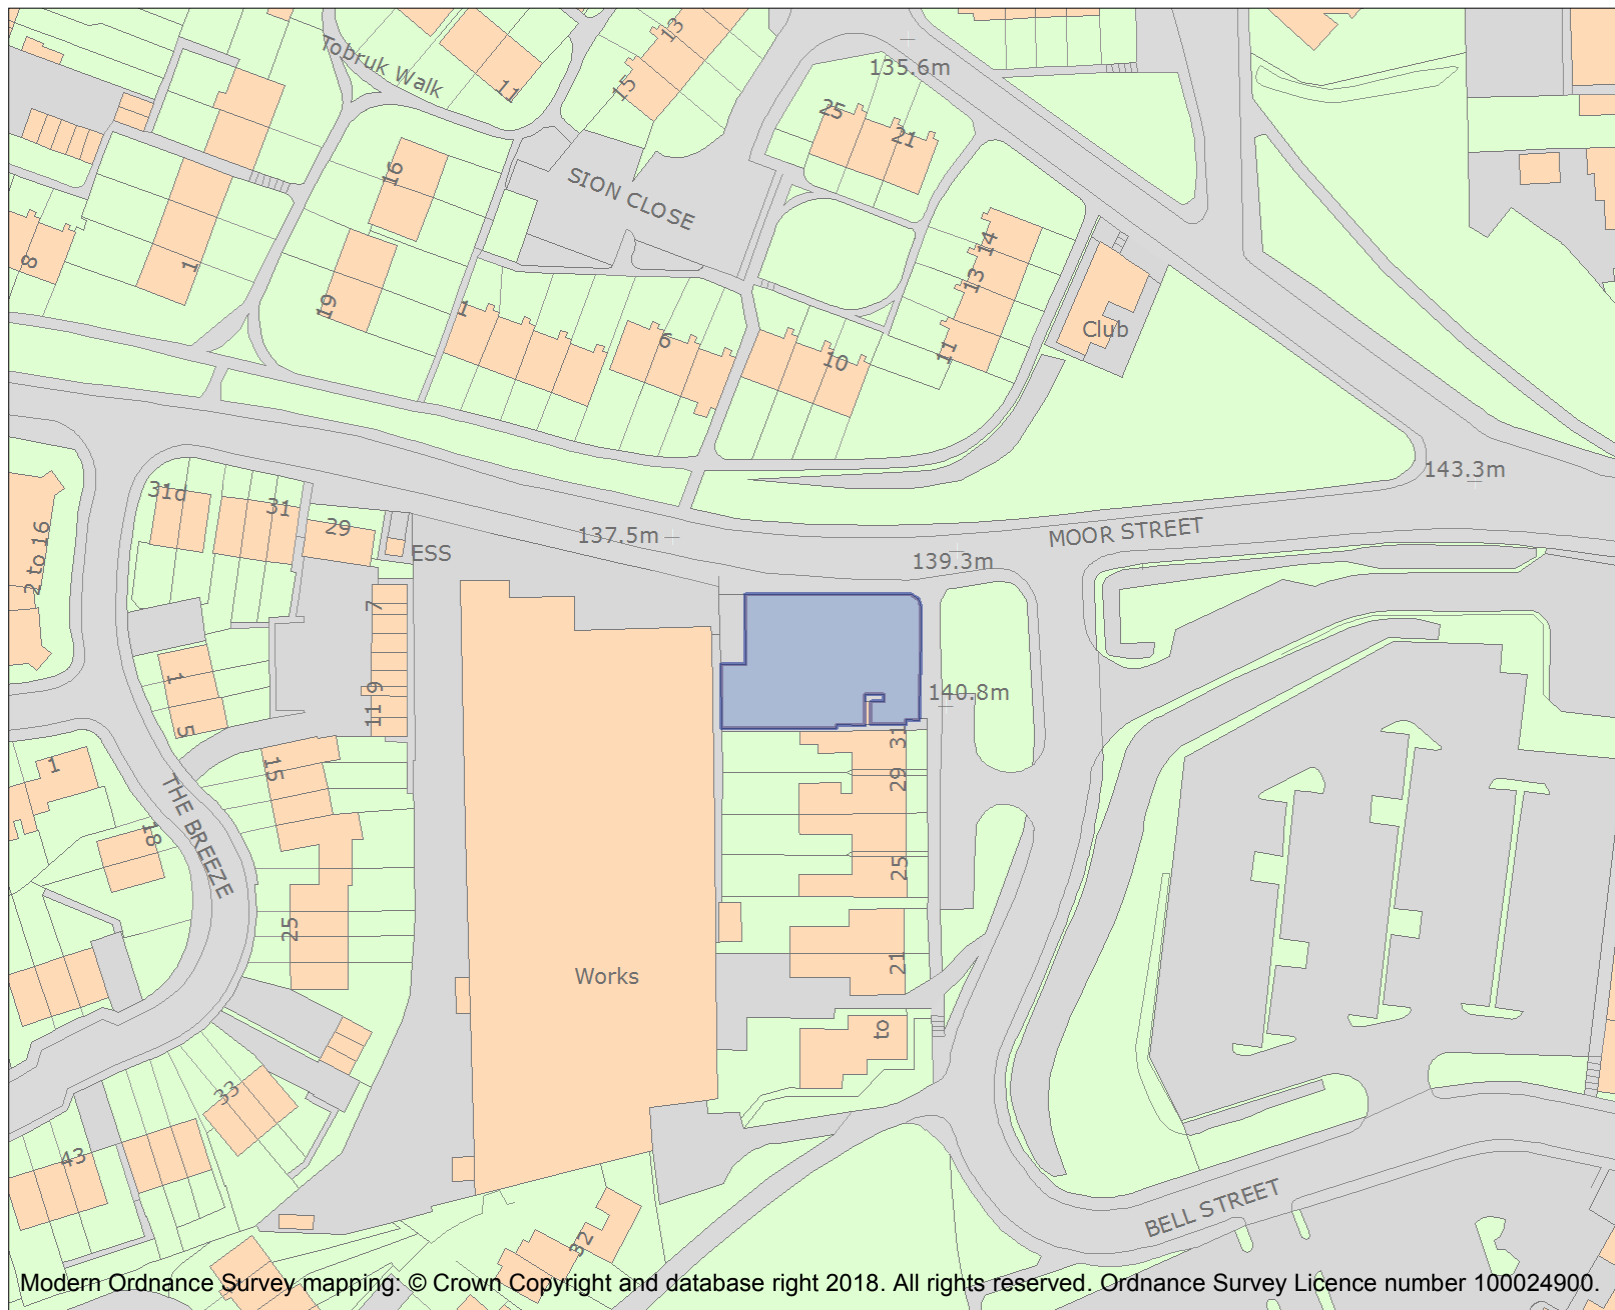 13
Tobruk Walk
135.6m
11
15
25
21
16
SION CLOSE
14
8
1
13
19
1
Club
6
10
11
143.3m
31d
31
29
137.5m
MOOR STREET
2 to 16
ESS
139.3m
7
1
9
11
140.8m
5
31
1
15
29
THE BREEZE
18
25
25
21
Works
to
33
43
BELL STREET
32
Modern Ordnance Survey mapping: © Crown Copyright and database right 2018. All rights reserved. Ordnance Survey Licence number 100024900.